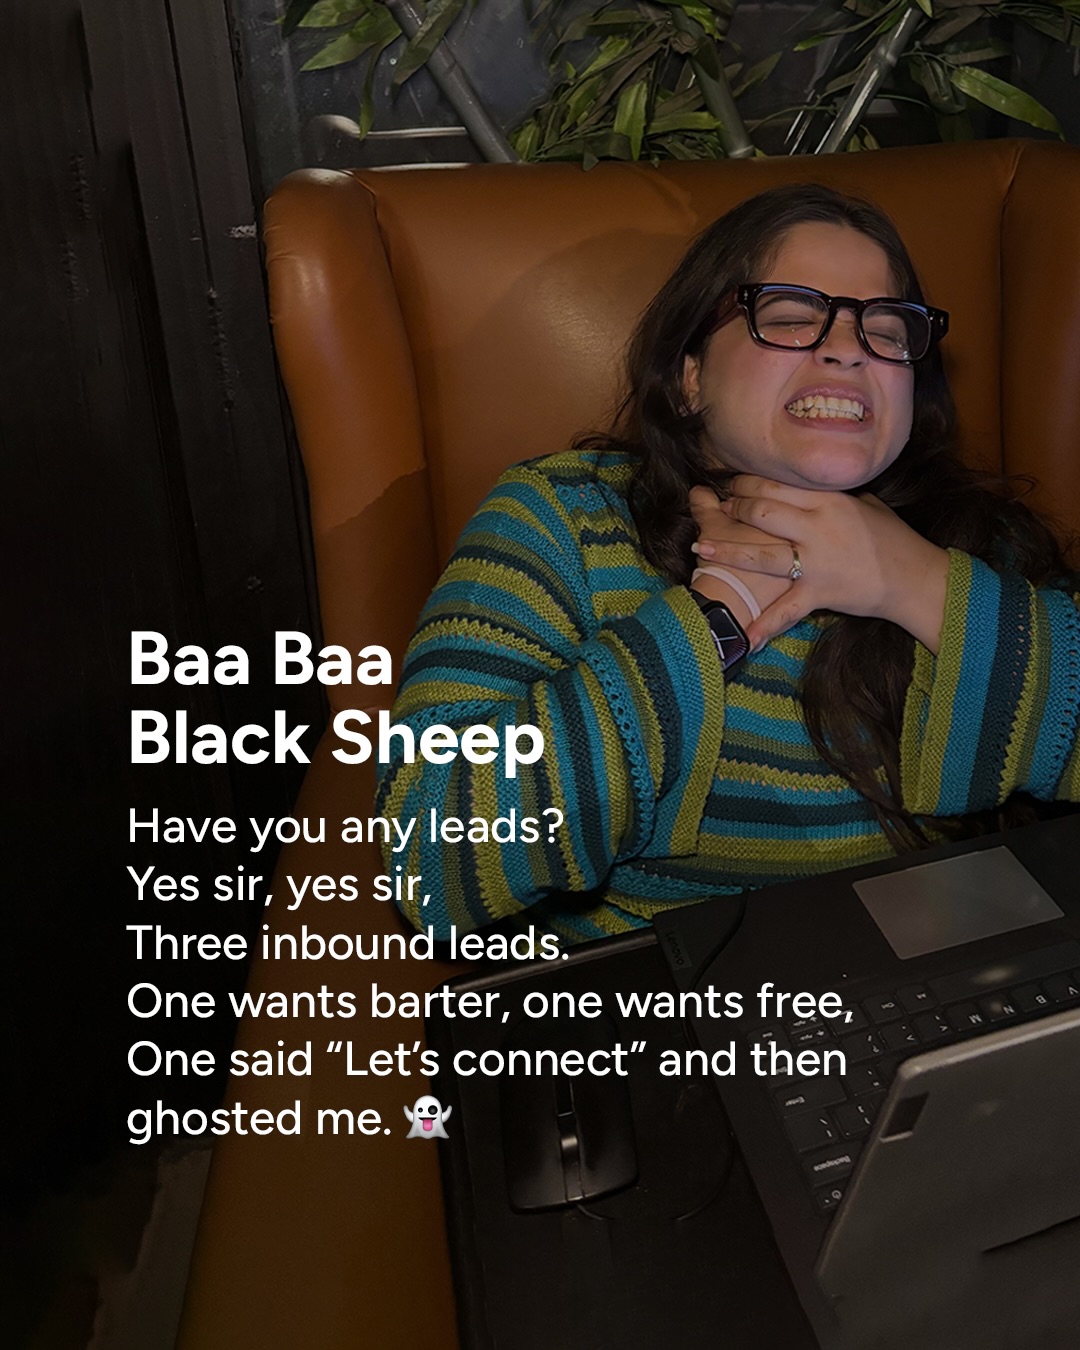 Baa Baa
Black Sheep
Have you any leads?
Yes sir, yes sir,
Three inbound leads.
One wants barter, one wants free,
One said “Let’s connect” and then
ghosted me. 👻